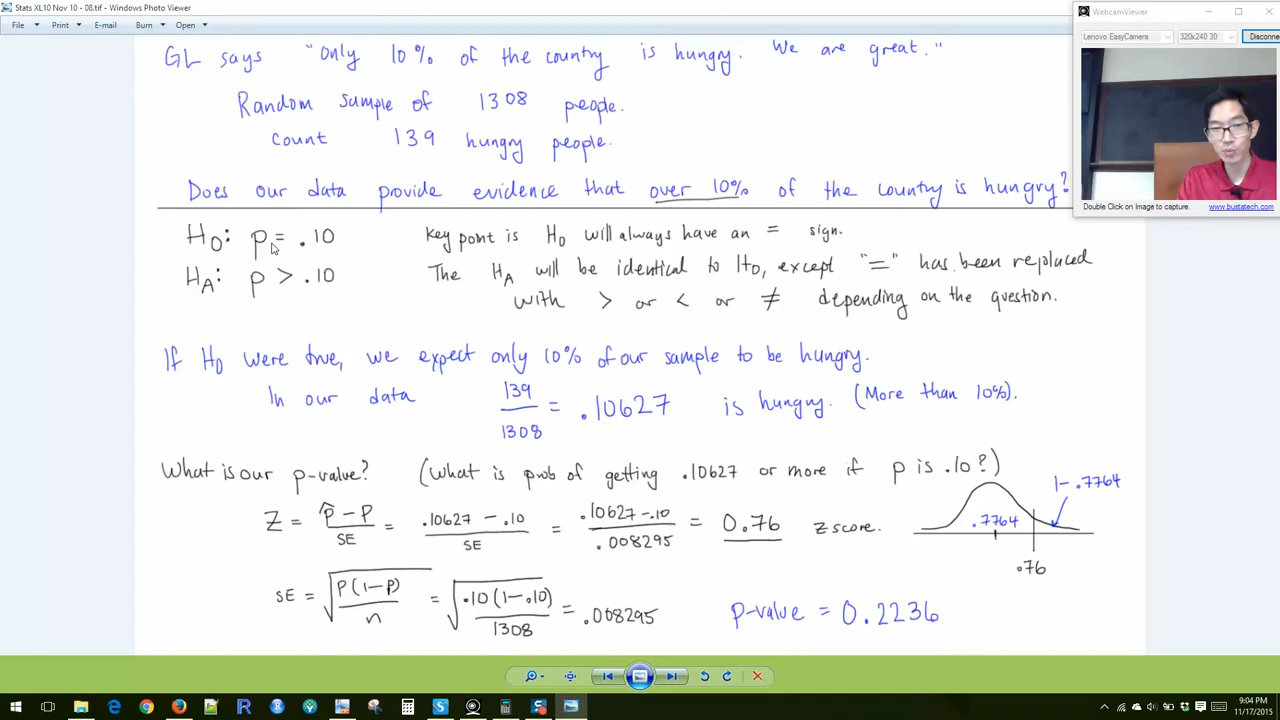 Stats XL10 Nov 10 - 08.tif - Windows Photo Viewer
File Print E-mail Burn Open
WebcamViewer
Lenovo EasyCamera 320x240 30 Disconne
Double Click on Image to capture. www.bustatech.com
GL says "Only 10% of the country is hungry. We are great."
Random sample of 1308 people.
count 139 hungry people.
Does our data provide evidence that over 10% of the country is hungry?
H0: p = .10
HA: p > .10
Key point is H0 will always have an = sign.
The HA will be identical to H0, except "=" has been replaced
with > or < or ≠ depending on the question.
If H0 were true, we expect only 10% of our sample to be hungry.
In our data 139/1308 = .10627 is hungry. (More than 10%).
What is our p-value? (What is prob of getting .10627 or more if p is .10?)
Z = (p̂ - p)/SE = (.10627 - .10)/SE = (.10627 - .10)/.008295 = 0.76 z score.
SE = √(p(1-p)/n) = √(.10(1-.10)/1308) = .008295
1-.7764
.7764
.76
p-value = 0.2236
9:04 PM
11/17/2015